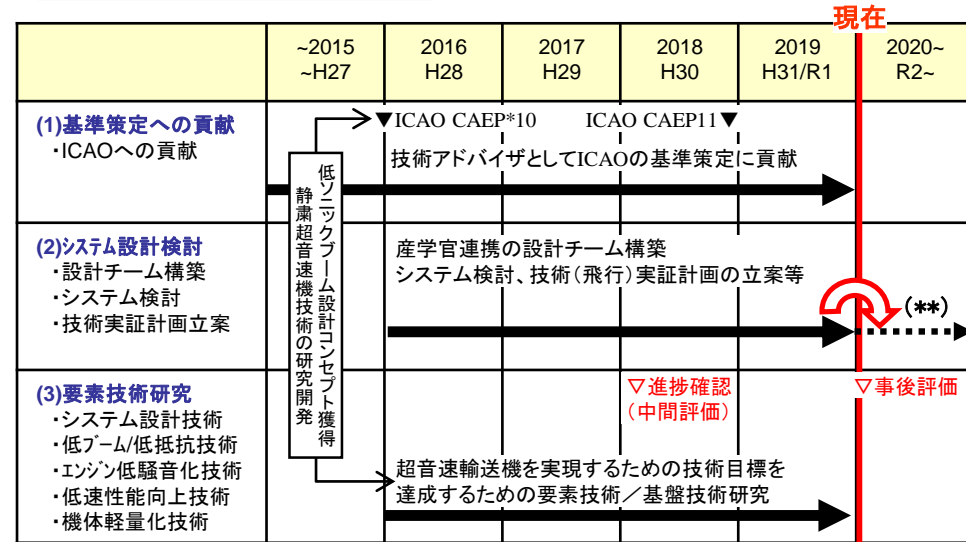 現在
~2015
~H27
2016
H28
2017
H29
2018
H30
2019
H31/R1
2020~
R2~
(1)基準策定への貢献
・ICAOへの貢献
▼ICAO CAEP*10
ICAO CAEP11▼
技術アドバイザとしてICAOの基準策定に貢献
低ソニックブーム設計コンセプト獲得
静粛超音速機技術の研究開発
(2)システム設計検討
・設計チーム構築
・システム検討
・技術実証計画立案
産学官連携の設計チーム構築
システム検討、技術(飛行)実証計画の立案等
(**)
(3)要素技術研究
・システム設計技術
・低ブーム/低抵抗技術
・エンジン低騒音化技術
・低速性能向上技術
・機体軽量化技術
▽進捗確認
(中間評価)
▽事後評価
超音速輸送機を実現するための技術目標を
達成するための要素技術/基盤技術研究